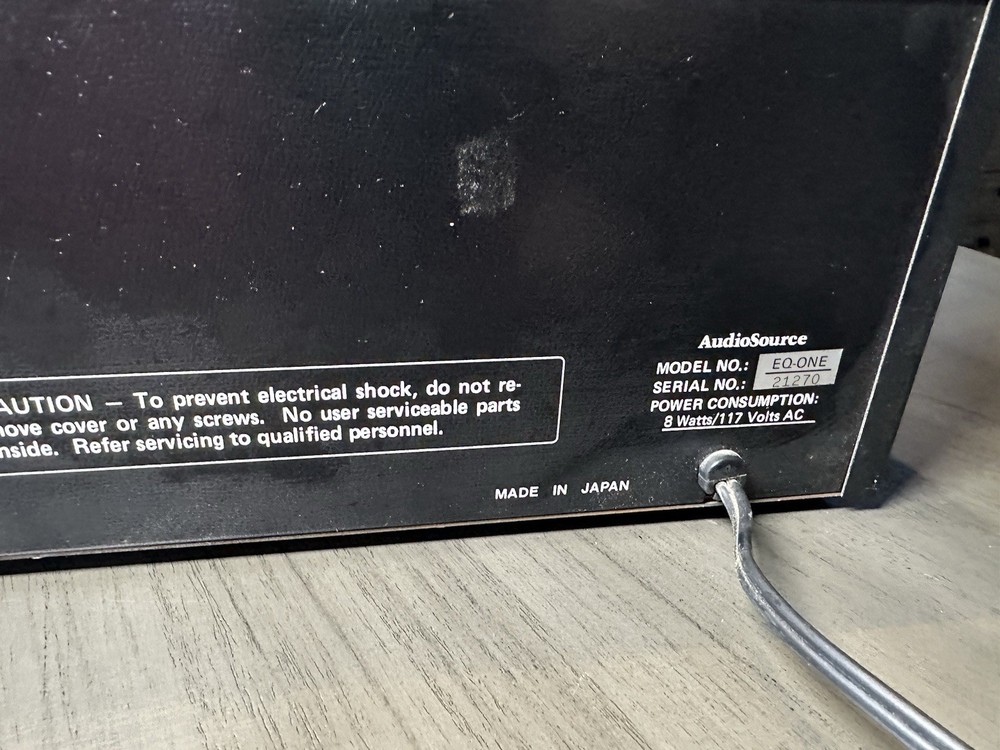 AUTION — To prevent electrical shock, do not re-
move cover or any screws. No user serviceable parts
nside. Refer servicing to qualified personnel.
AudioSource
MODEL NO.: EQ-ONE
SERIAL NO.: 21270
POWER CONSUMPTION:
8 Watts/117 Volts AC
MADE IN JAPAN